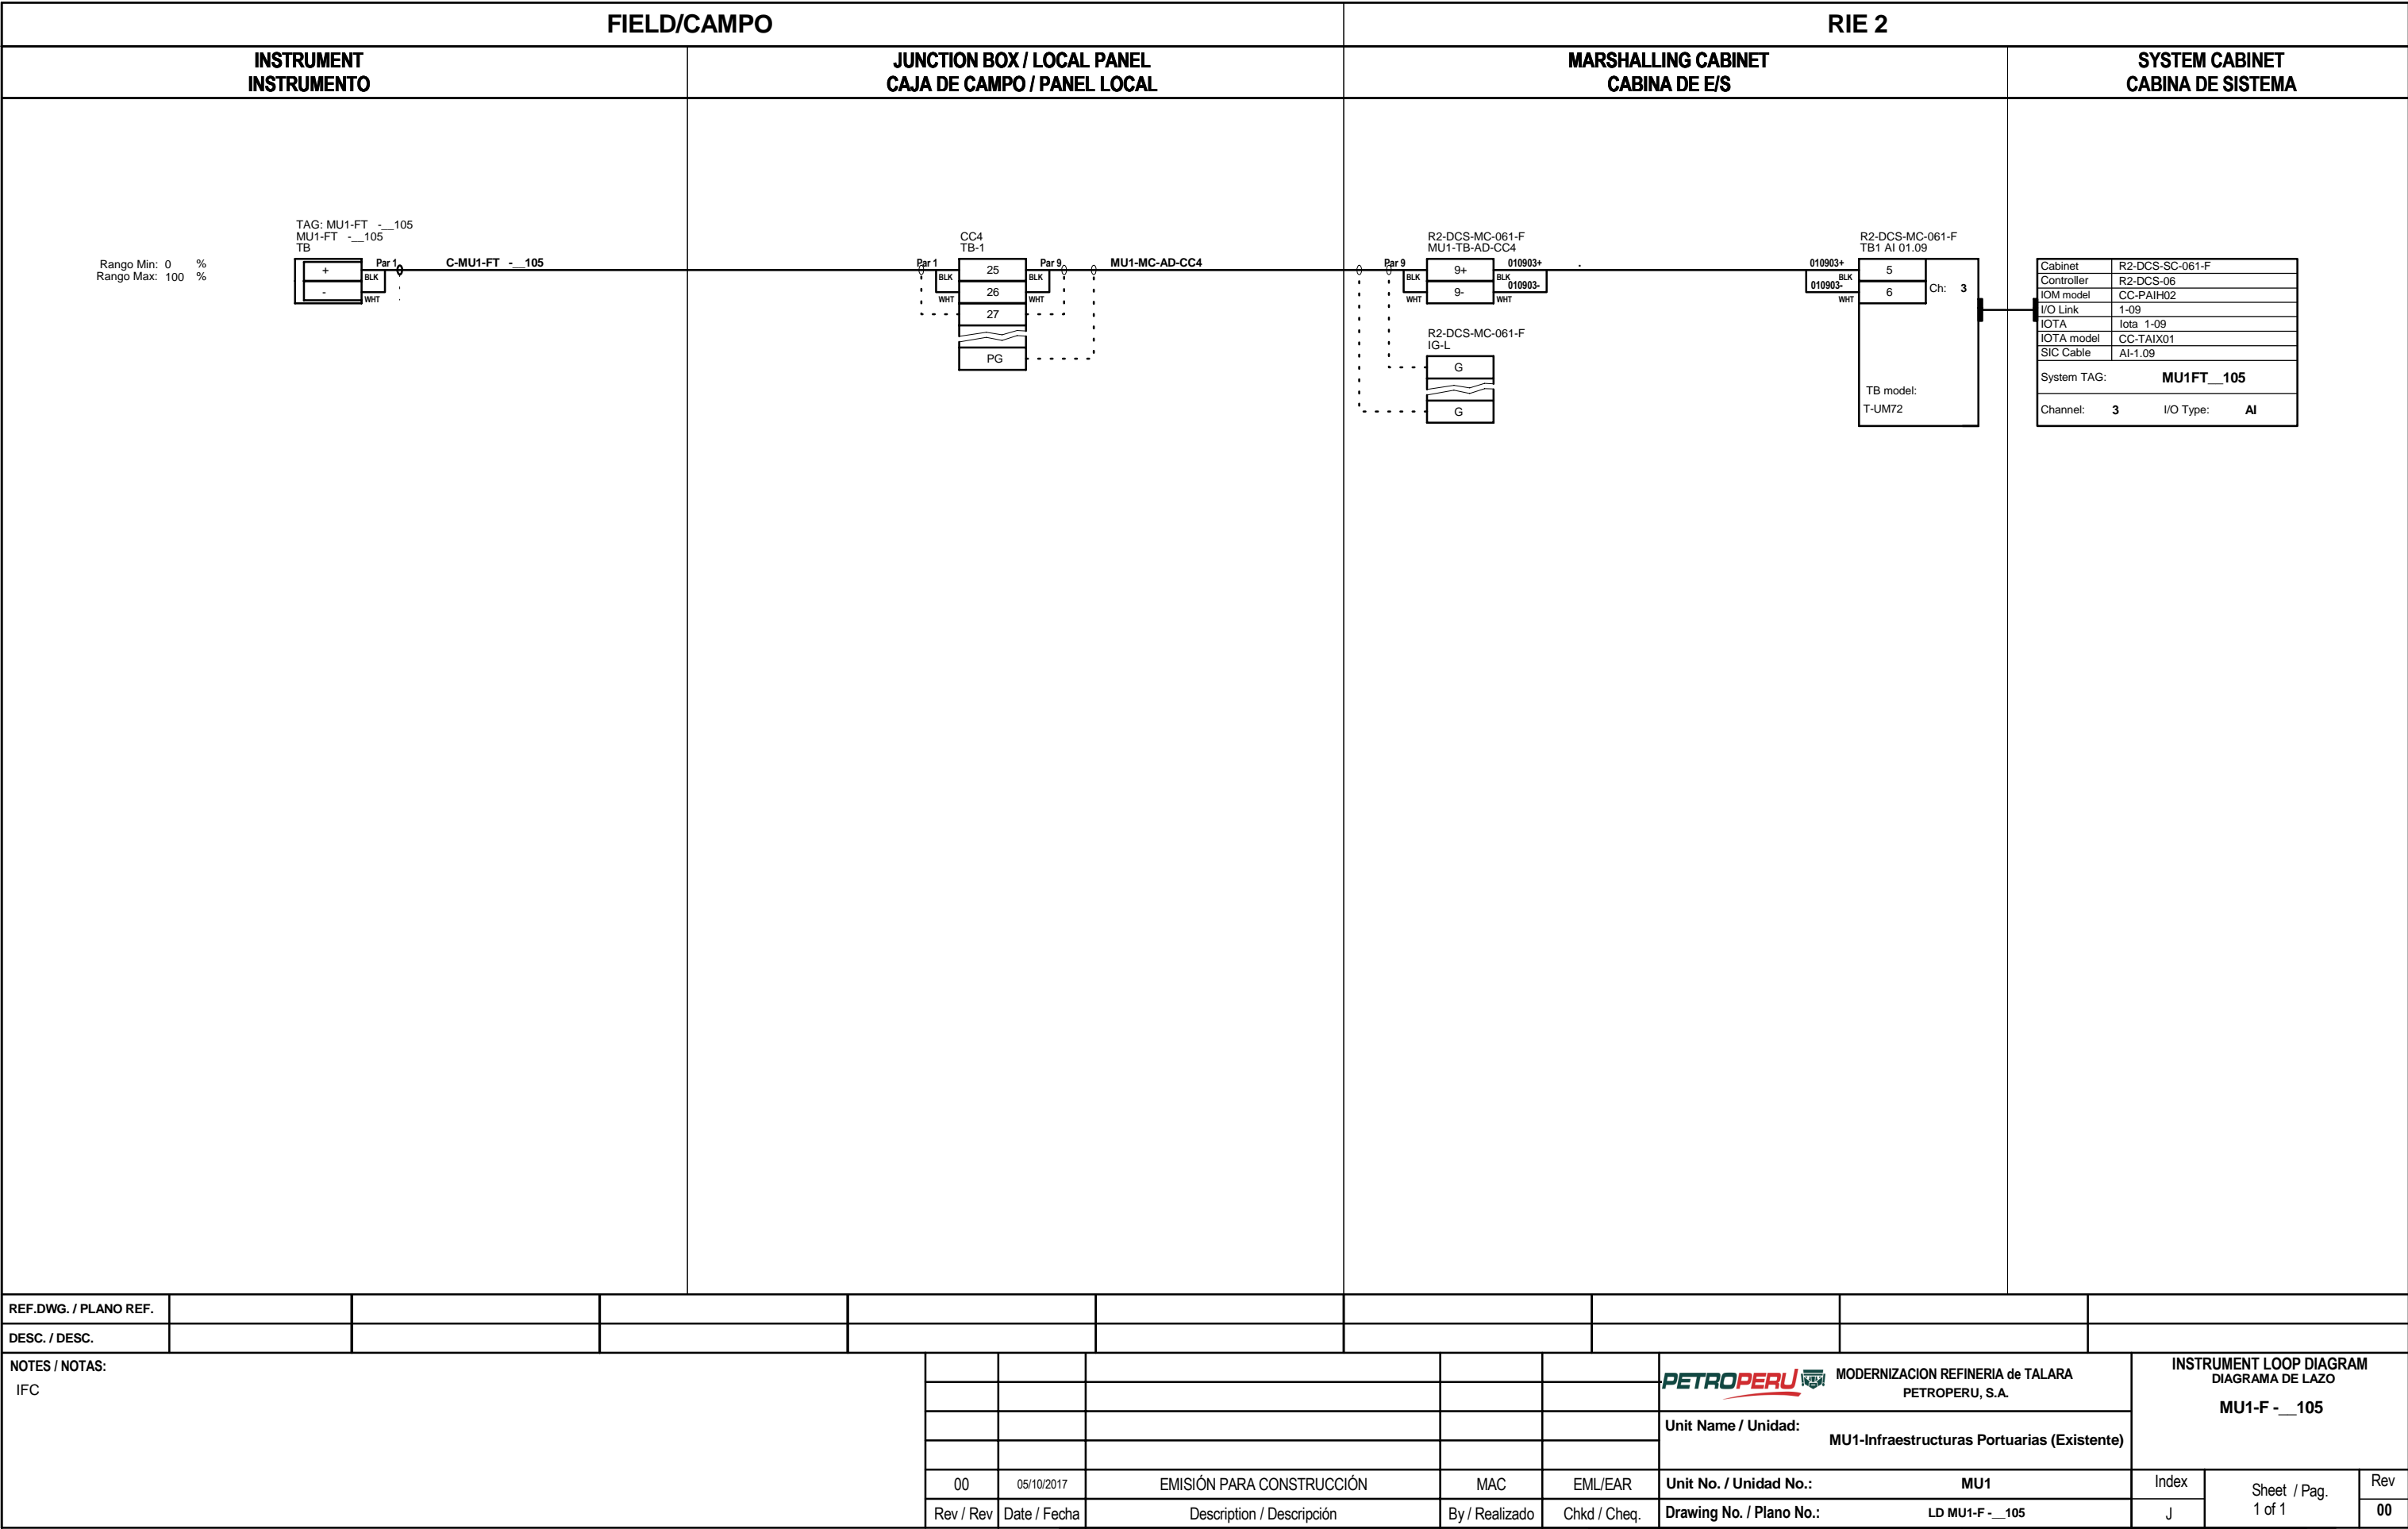 FIELD/CAMPO
RIE 2
INSTRUMENT
INSTRUMENTO
JUNCTION BOX / LOCAL PANEL
CAJA DE CAMPO / PANEL LOCAL
MARSHALLING CABINET
CABINA DE E/S
SYSTEM CABINET
CABINA DE SISTEMA
Rango Min: 0 %
Rango Max: 100 %
TAG: MU1-FT -__105
MU1-FT -__105
TB
+
-
Par 1
BLK
WHT
C-MU1-FT -__105
CC4
TB-1
Par 1
BLK
WHT
25
26
27
PG
Par 9
BLK
WHT
MU1-MC-AD-CC4
R2-DCS-MC-061-F
MU1-TB-AD-CC4
Par 9
BLK
WHT
9+
9-
010903+
BLK
010903-
WHT
.
R2-DCS-MC-061-F
IG-L
G
G
R2-DCS-MC-061-F
TB1 AI 01.09
010903+
BLK
010903-
WHT
5
6
Ch: 3
TB model:
T-UM72
Cabinet R2-DCS-SC-061-F
Controller R2-DCS-06
IOM model CC-PAIH02
I/O Link 1-09
IOTA Iota 1-09
IOTA model CC-TAIX01
SIC Cable AI-1.09
System TAG: MU1FT__105
Channel: 3 I/O Type: AI
REF.DWG. / PLANO REF.
DESC. / DESC.
NOTES / NOTAS:
IFC
00 05/10/2017 EMISIÓN PARA CONSTRUCCIÓN MAC EML/EAR
Rev / Rev Date / Fecha Description / Descripción By / Realizado Chkd / Cheq.
PETROPERU
MODERNIZACION REFINERIA de TALARA
PETROPERU, S.A.
Unit Name / Unidad:
MU1-Infraestructuras Portuarias (Existente)
Unit No. / Unidad No.: MU1
Drawing No. / Plano No.: LD MU1-F -__105
INSTRUMENT LOOP DIAGRAM
DIAGRAMA DE LAZO
MU1-F -__105
Index
J
Sheet / Pag.
1 of 1
Rev
00